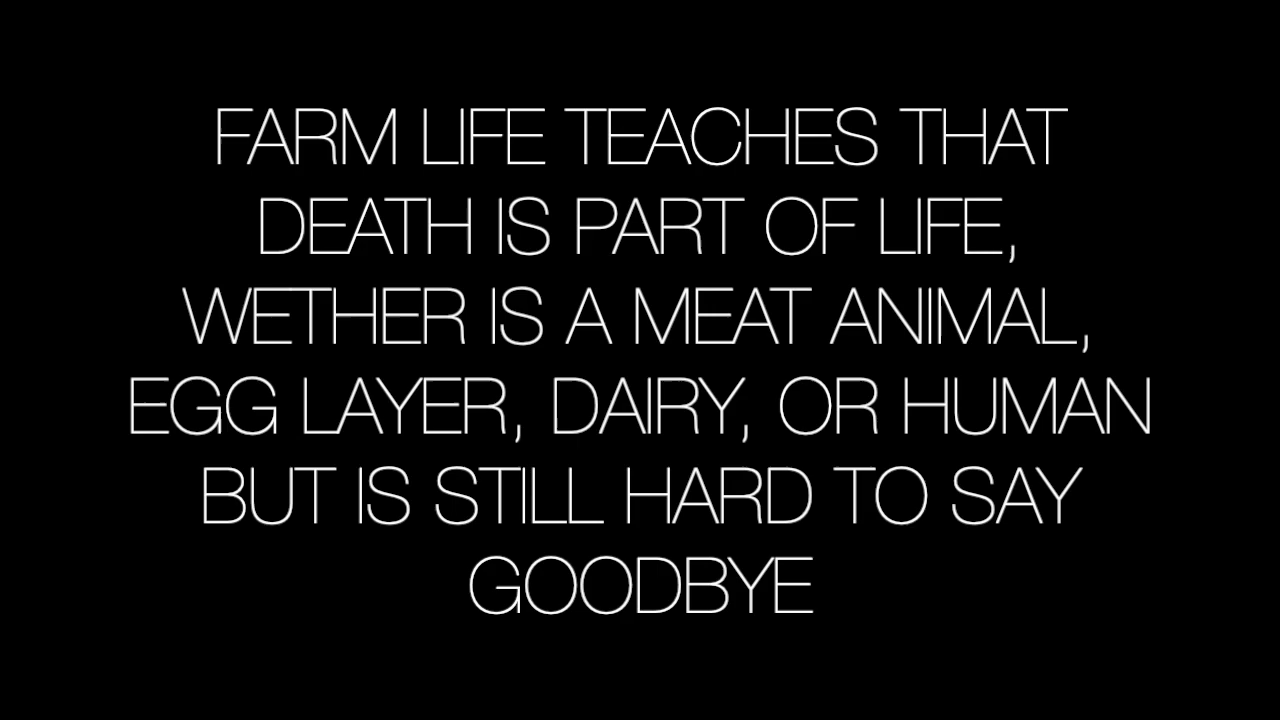 FARM LIFE TEACHES THAT
DEATH IS PART OF LIFE,
WETHER IS A MEAT ANIMAL,
EGG LAYER, DAIRY, OR HUMAN
BUT IS STILL HARD TO SAY
GOODBYE